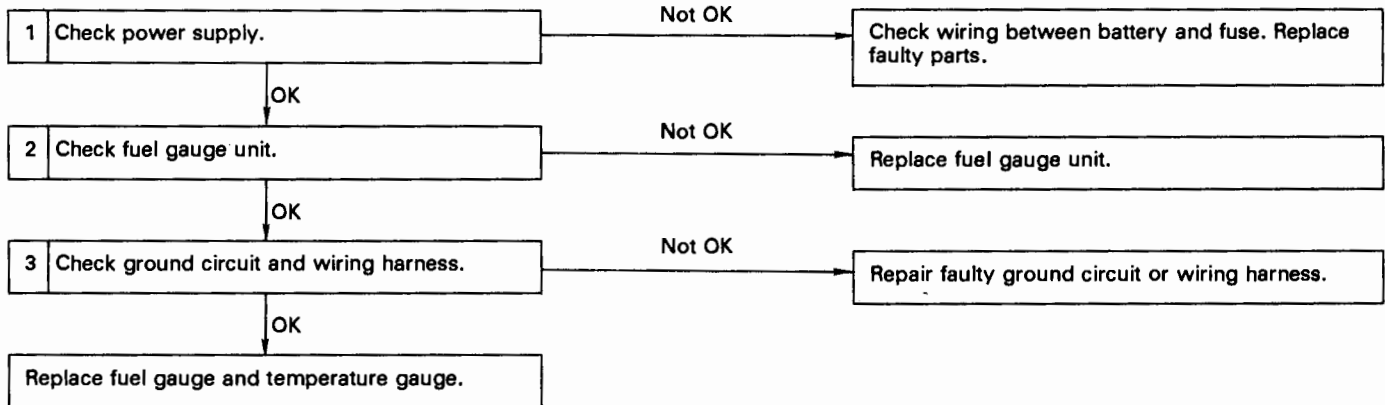 1 Check power supply.
Not OK
Check wiring between battery and fuse. Replace
faulty parts.
OK
2 Check fuel gauge unit.
Not OK
Replace fuel gauge unit.
OK
3 Check ground circuit and wiring harness.
Not OK
Repair faulty ground circuit or wiring harness.
OK
Replace fuel gauge and temperature gauge.